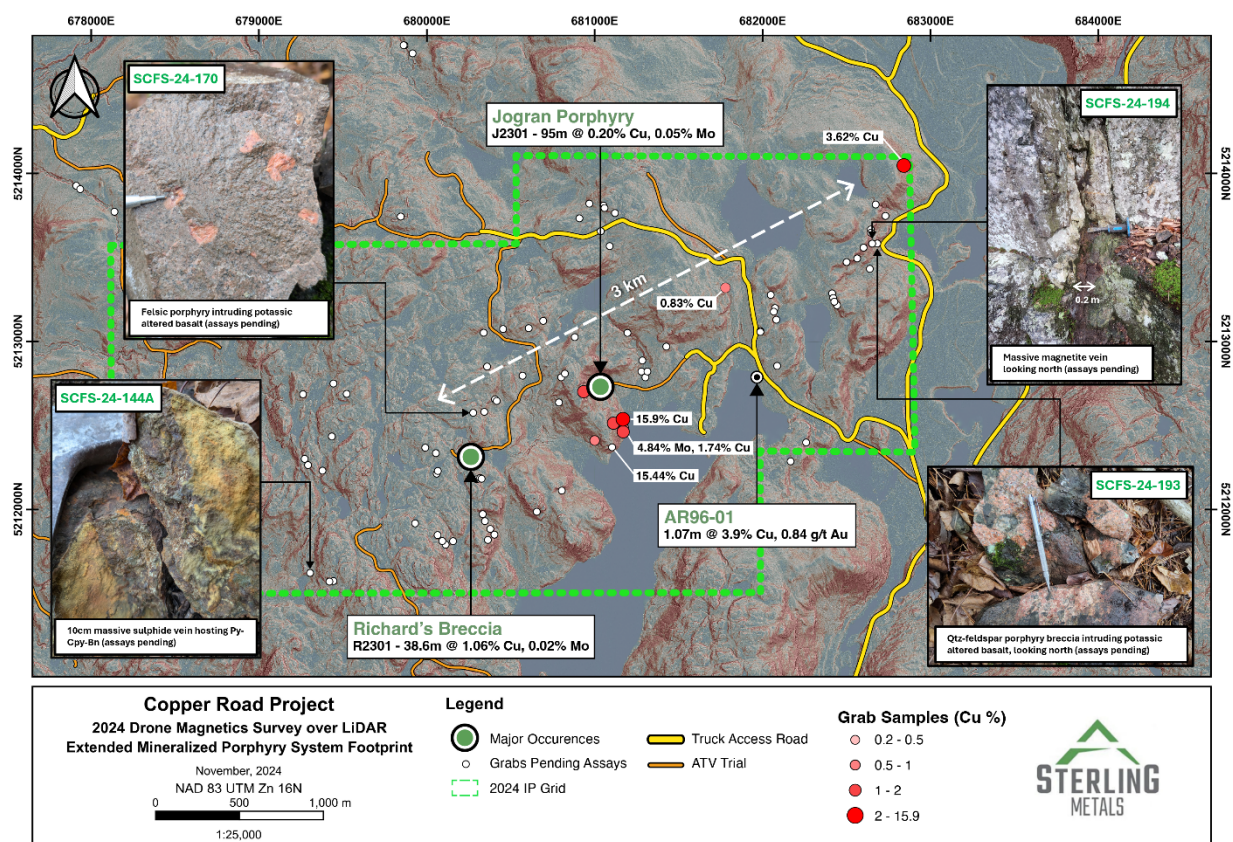 678000E
679000E
680000E
681000E
682000E
683000E
684000E
5214000N
5213000N
5212000N
5214000N
5213000N
5212000N
SCFS-24-170
Felsic porphyry intruding potassic
altered basalt (assays pending)
SCFS-24-144A
10cm massive sulphide vein hosting Py-
Cpy-Bn (assays pending)
Jogran Porphyry
J2301 - 95m @ 0.20% Cu, 0.05% Mo
3.62% Cu
3 km
0.83% Cu
15.9% Cu
4.84% Mo, 1.74% Cu
15.44% Cu
AR96-01
1.07m @ 3.9% Cu, 0.84 g/t Au
Richard's Breccia
R2301 - 38.6m @ 1.06% Cu, 0.02% Mo
SCFS-24-194
0.2 m
Massive magnetite vein
looking north (assays pending)
SCFS-24-193
Qtz-feldspar porphyry breccia intruding potassic
altered basalt, looking north (assays pending)
Copper Road Project
2024 Drone Magnetics Survey over LiDAR
Extended Mineralized Porphyry System Footprint
November, 2024
NAD 83 UTM Zn 16N
0 500 1,000 m
1:25,000
Legend
Major Occurences
Grabs Pending Assays
2024 IP Grid
Truck Access Road
ATV Trial
Grab Samples (Cu %)
0.2 - 0.5
0.5 - 1
1 - 2
2 - 15.9
STERLING
METALS